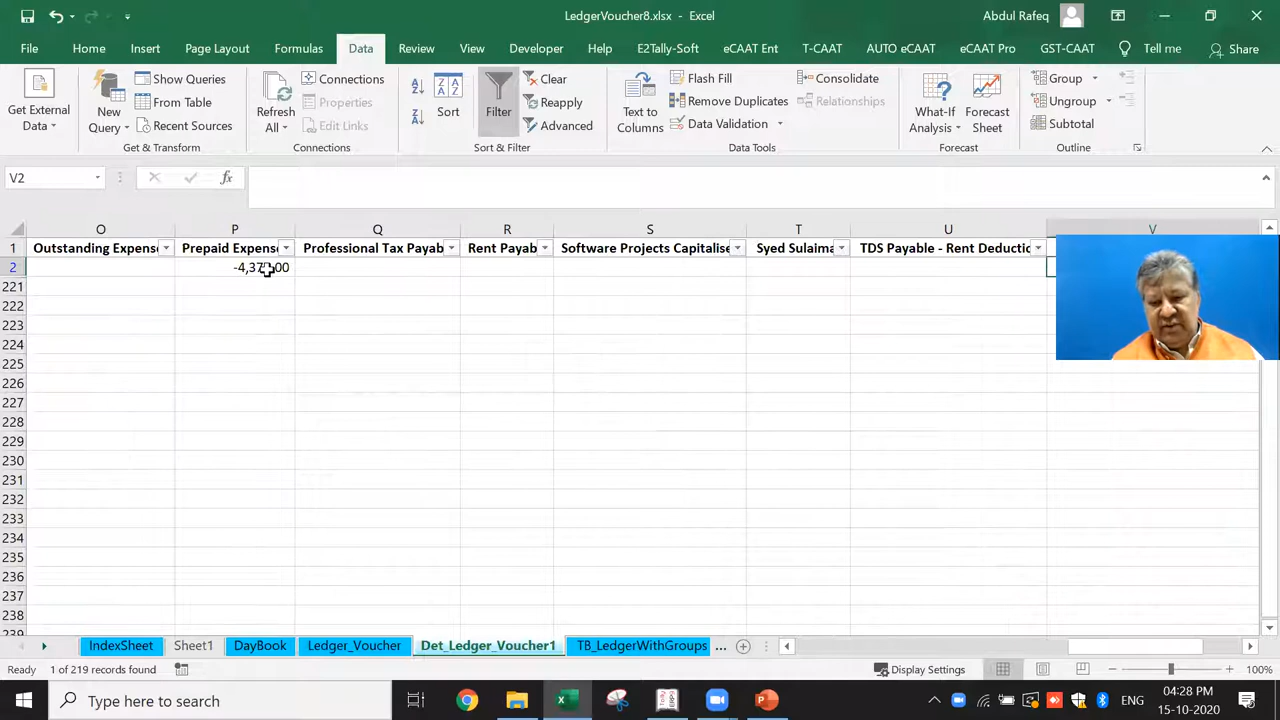 LedgerVoucher8.xlsx - Excel
Abdul Rafeq
File Home Insert Page Layout Formulas Data Review View Developer Help E2Tally-Soft eCAAT Ent T-CAAT AUTO eCAAT eCAAT Pro GST-CAAT Tell me Share
Get External Data
New Query
Show Queries
From Table
Recent Sources
Get & Transform
Refresh All
Connections
Properties
Edit Links
Connections
Sort
Filter
Clear
Reapply
Advanced
Sort & Filter
Text to Columns
Flash Fill
Remove Duplicates
Data Validation
Consolidate
Relationships
Data Tools
What-If Analysis
Forecast Sheet
Forecast
Group
Ungroup
Subtotal
Outline
V2 fx
O P Q R S T U V
1 Outstanding Expens Prepaid Expens Professional Tax Payab Rent Payab Software Projects Capitalise Syed Sulaima TDS Payable - Rent Deductio
2
221
222
223
224
225
226
227
228
229
230
231
232
233
234
235
236
237
238
239
IndexSheet Sheet1 DayBook Ledger_Voucher Det_Ledger_Voucher1 TB_LedgerWithGroups ...
Ready 1 of 219 records found Display Settings 100%
Type here to search
ENG
04:28 PM
15-10-2020